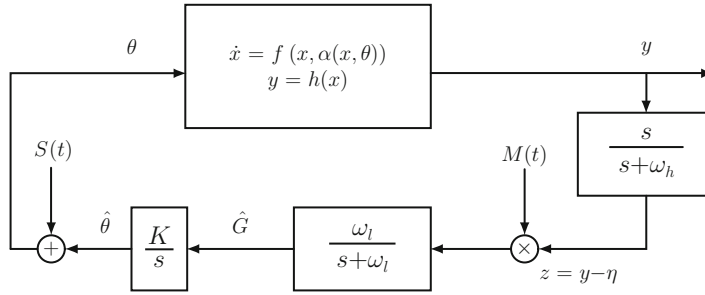 θ
ẋ = f (x, α(x, θ))
y = h(x)
y
s
s+ω_h
S(t)
M(t)
θ̂
Ĝ
+
K
s
ω_l
s+ω_l
×
z = y−η